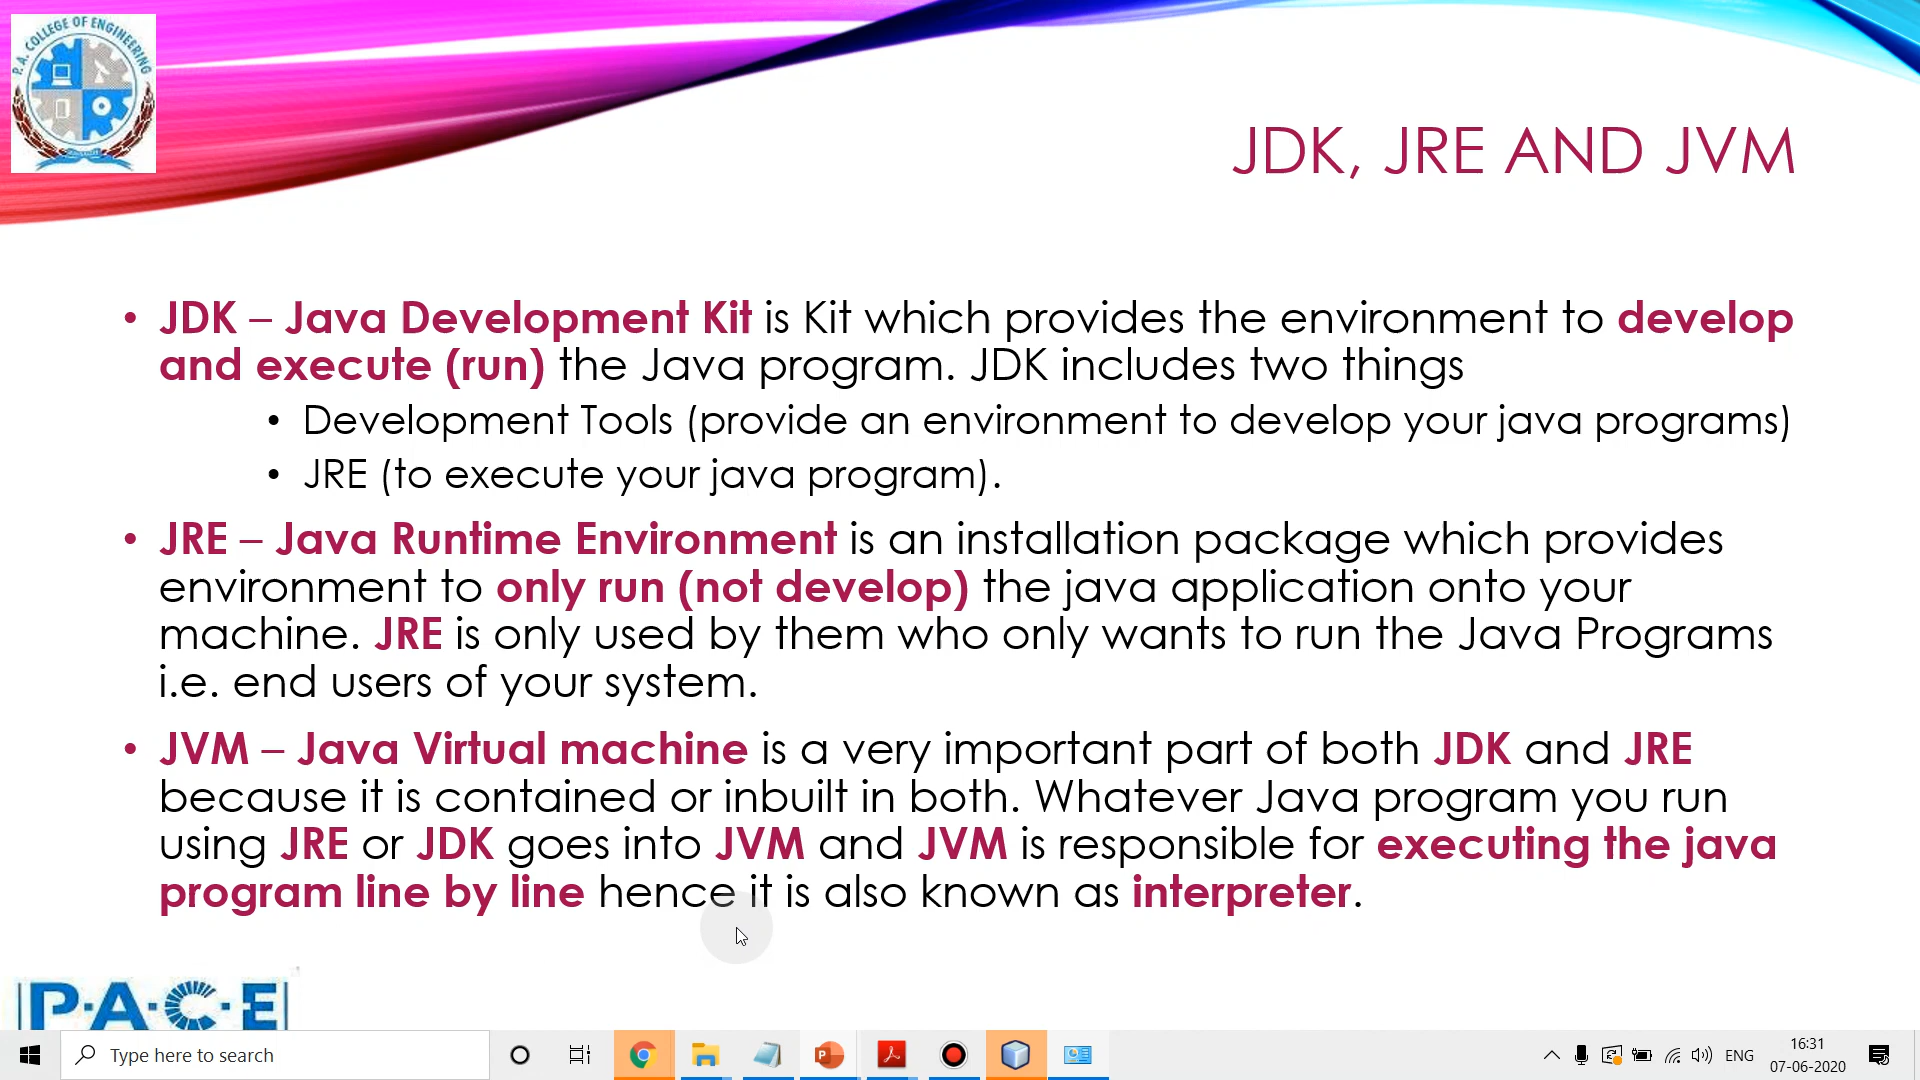 P.A. COLLEGE OF ENGINEERING
JDK, JRE AND JVM
• JDK – Java Development Kit is Kit which provides the environment to develop
and execute (run) the Java program. JDK includes two things
• Development Tools (provide an environment to develop your java programs)
• JRE (to execute your java program).
• JRE – Java Runtime Environment is an installation package which provides
environment to only run (not develop) the java application onto your
machine. JRE is only used by them who only wants to run the Java Programs
i.e. end users of your system.
• JVM – Java Virtual machine is a very important part of both JDK and JRE
because it is contained or inbuilt in both. Whatever Java program you run
using JRE or JDK goes into JVM and JVM is responsible for executing the java
program line by line hence it is also known as interpreter.
P·A·C·E
Type here to search
ENG
16:31
07-06-2020